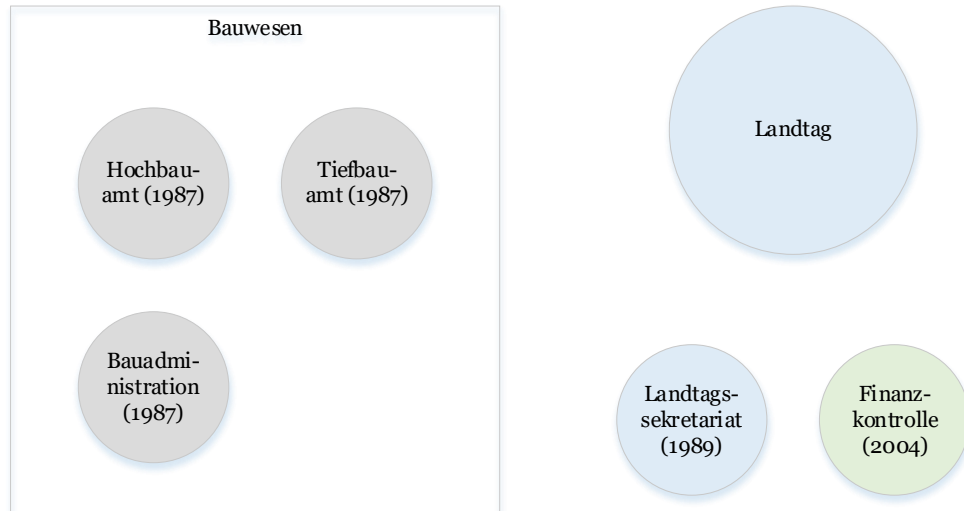 Bauwesen
Hochbau-
amt (1987)
Tiefbau-
amt (1987)
Bauadmi-
nistration
(1987)
Landtag
Landtags-
sekretariat
(1989)
Finanz-
kontrolle
(2004)